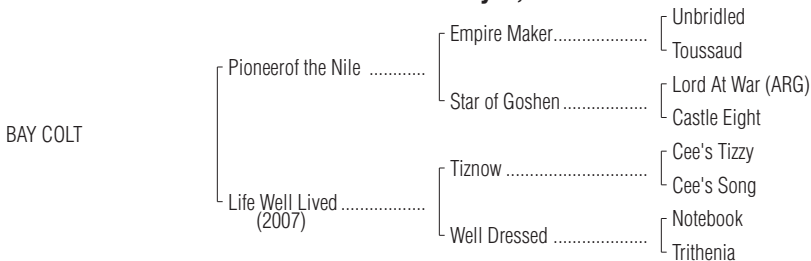 Unbridled
Empire Maker....................
Toussaud
Pioneerof the Nile ............
Lord At War (ARG)
Star of Goshen..................
Castle Eight
BAY COLT
Cee's Tizzy
Tiznow ..............................
Cee's Song
Life Well Lived ..................
(2007)
Notebook
Well Dressed ....................
Trithenia